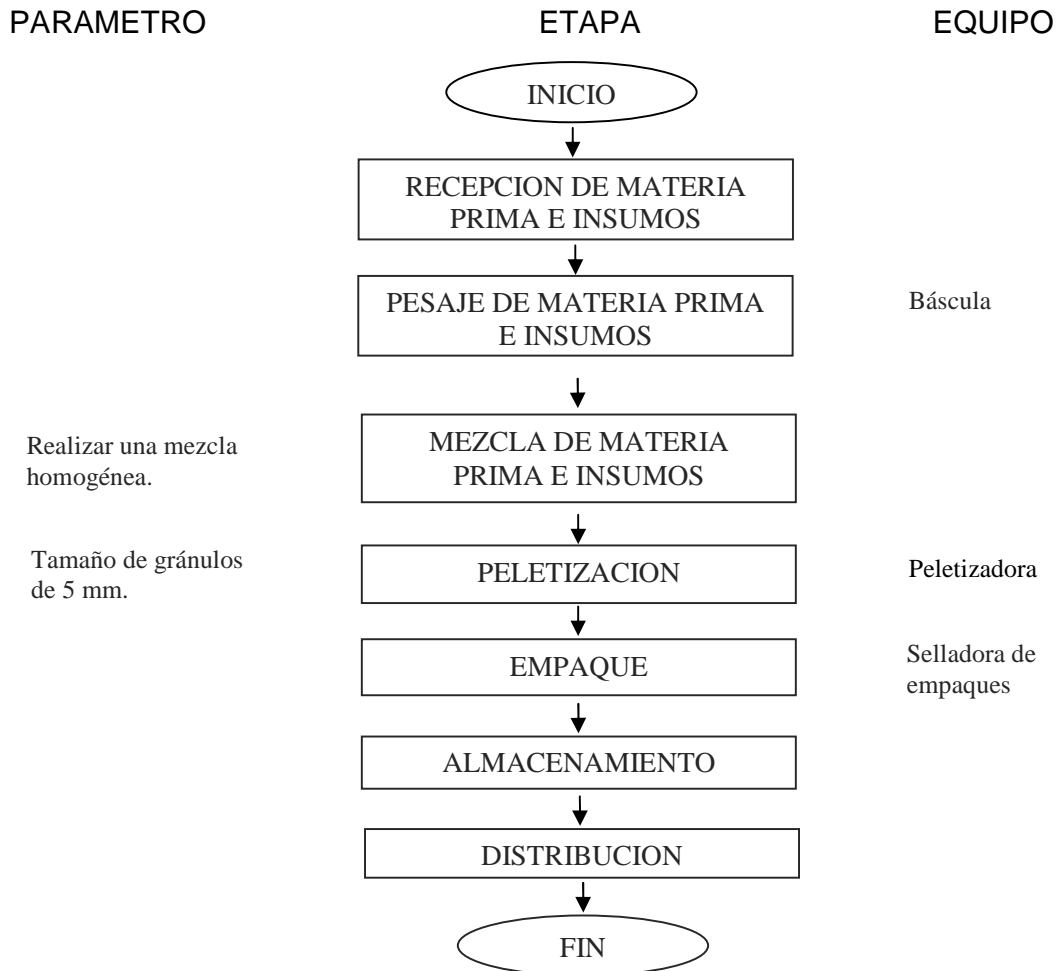 PARAMETRO ETAPA EQUIPO
INICIO
RECEPCION DE MATERIA
PRIMA E INSUMOS
PESAJE DE MATERIA PRIMA
E INSUMOS
Báscula
Realizar una mezcla
homogénea.
MEZCLA DE MATERIA
PRIMA E INSUMOS
Tamaño de gránulos
de 5 mm.
PELETIZACION
Peletizadora
EMPAQUE
Selladora de
empaques
ALMACENAMIENTO
DISTRIBUCION
FIN